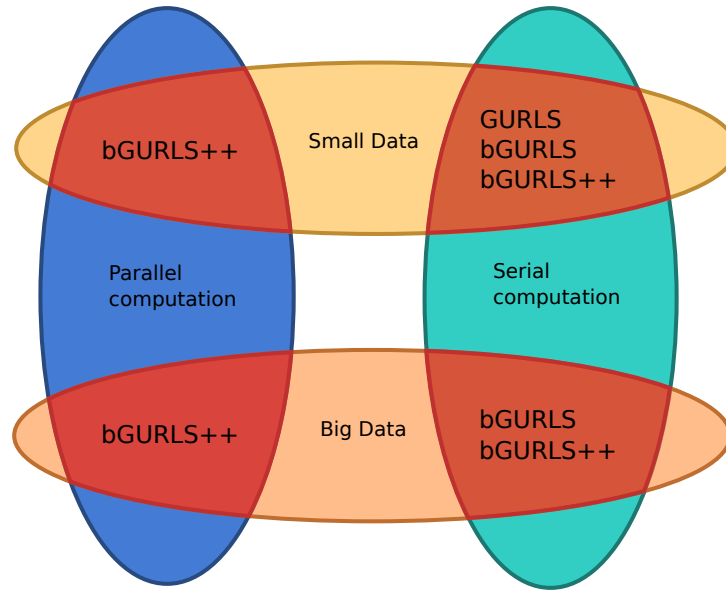 bGURLS++
Small Data
GURLS
bGURLS
bGURLS++
Parallel
computation
Serial
computation
bGURLS++
Big Data
bGURLS
bGURLS++